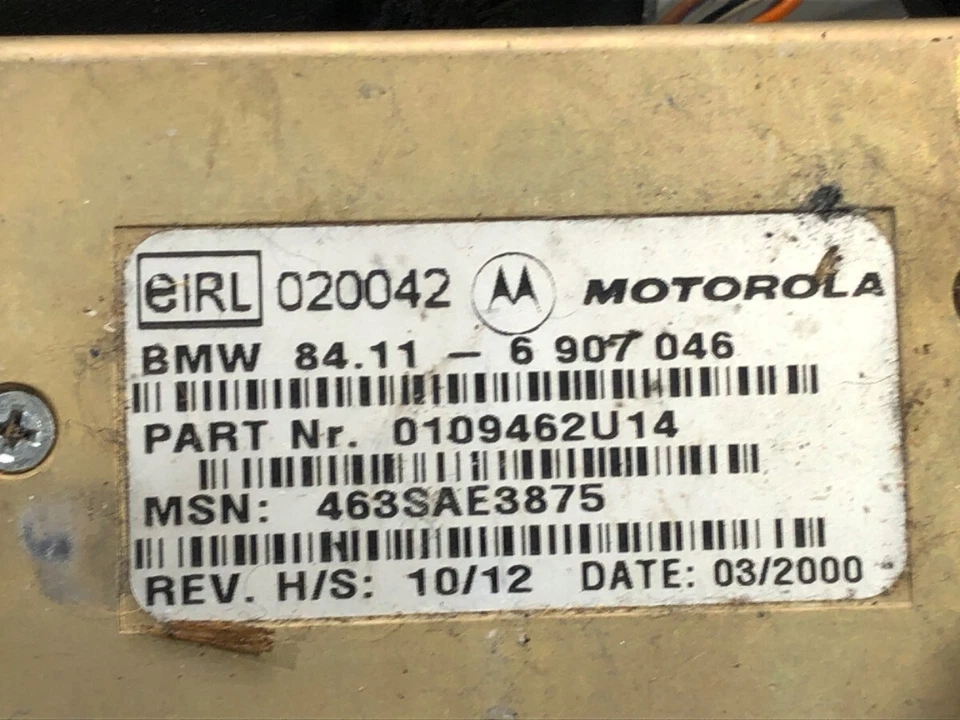 eIRL 020042 MOTOROLA
BMW 84.11 – 6 907 046
PART Nr. 0109462U14
MSN: 463SAE3875
REV. H/S: 10/12 DATE: 03/2000